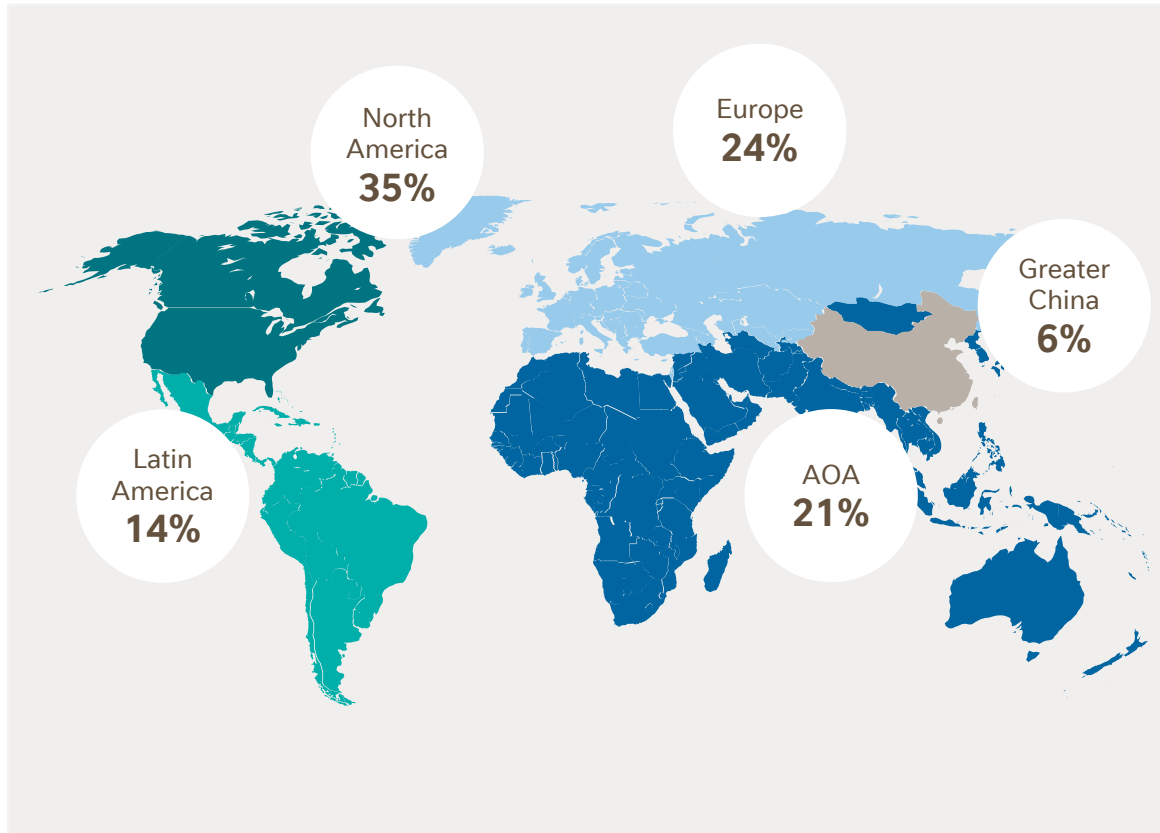 North
America
35%
Europe
24%
Greater
China
6%
Latin
America
14%
AOA
21%